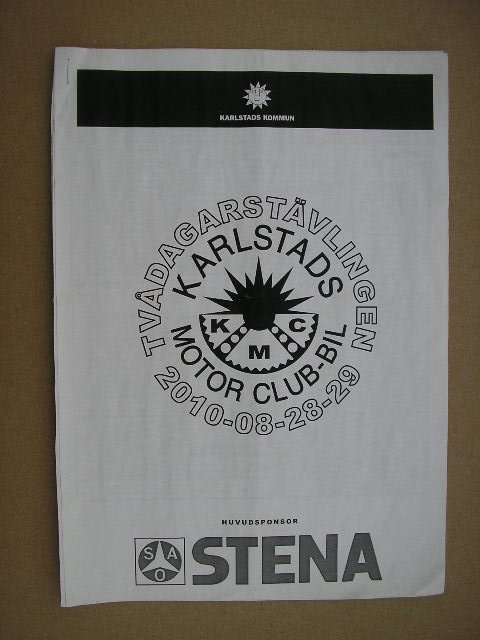 KARLSTADS KOMMUN
TVÅDAGARSTÄVLINGEN
KARLSTADS
K M C
MOTOR CLUB-BIL
2010-08-28-29
HUVUDSPONSOR
S A O
STENA